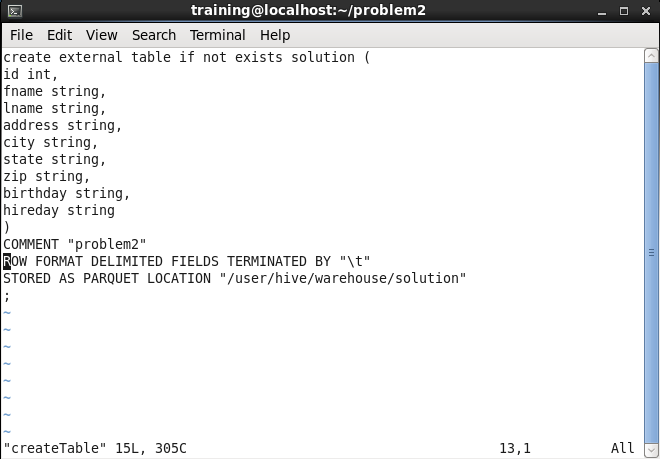 training@localhost:~/problem2
File Edit View Search Terminal Help
create external table if not exists solution (
id int,
fname string,
lname string,
address string,
city string,
state string,
zip string,
birthday string,
hireday string
)
COMMENT "problem2"
ROW FORMAT DELIMITED FIELDS TERMINATED BY "\t"
STORED AS PARQUET LOCATION "/user/hive/warehouse/solution"
;
~
~
~
~
~
~
~
~
"createTable" 15L, 305C 13,1 All